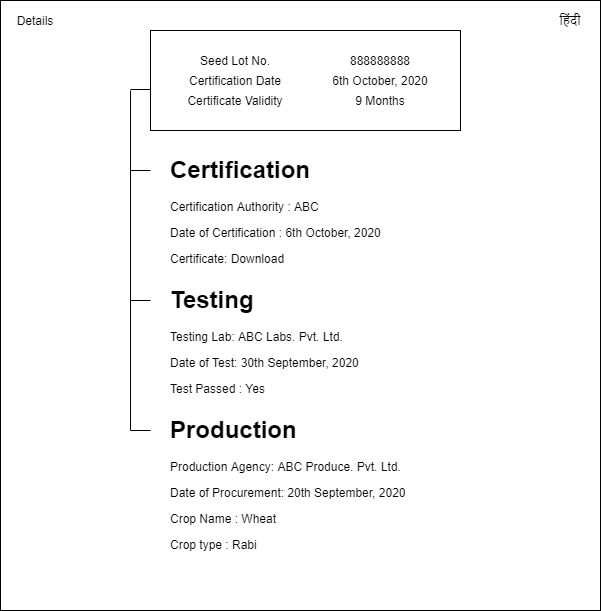 Details
हिंदी
Seed Lot No. 888888888
Certification Date 6th October, 2020
Certificate Validity 9 Months
Certification
Certification Authority : ABC
Date of Certification : 6th October, 2020
Certificate: Download
Testing
Testing Lab: ABC Labs. Pvt. Ltd.
Date of Test: 30th September, 2020
Test Passed : Yes
Production
Production Agency: ABC Produce. Pvt. Ltd.
Date of Procurement: 20th September, 2020
Crop Name : Wheat
Crop type : Rabi